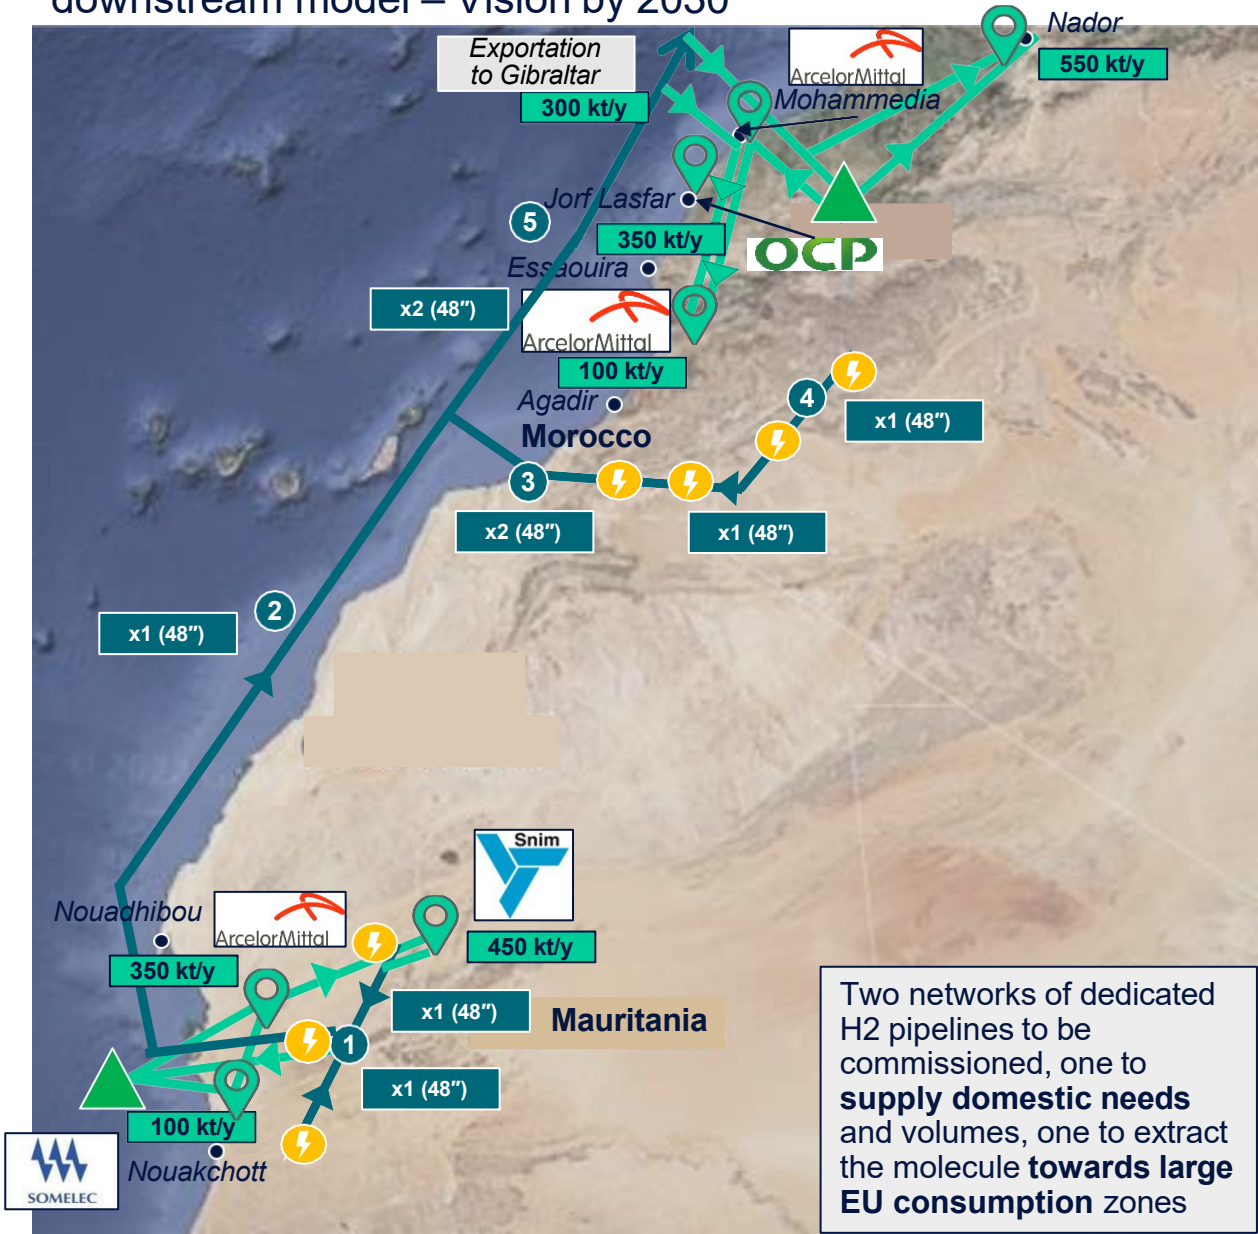 downstream model – Vision by 2030
Exportation
to Gibraltar
300 kt/y
ArcelorMittal
Mohammedia
Nador
550 kt/y
Jorf Lasfar
350 kt/y
OCP
5
Essaouira
x2 (48″)
ArcelorMittal
100 kt/y
Agadir
Morocco
4
x1 (48″)
3
x2 (48″)
x1 (48″)
2
x1 (48″)
Snim
450 kt/y
Nouadhibou
ArcelorMittal
350 kt/y
x1 (48″)
Mauritania
1
x1 (48″)
100 kt/y
Nouakchott
SOMELEC
Two networks of dedicated
H2 pipelines to be
commissioned, one to
supply domestic needs
and volumes, one to extract
the molecule towards large
EU consumption zones